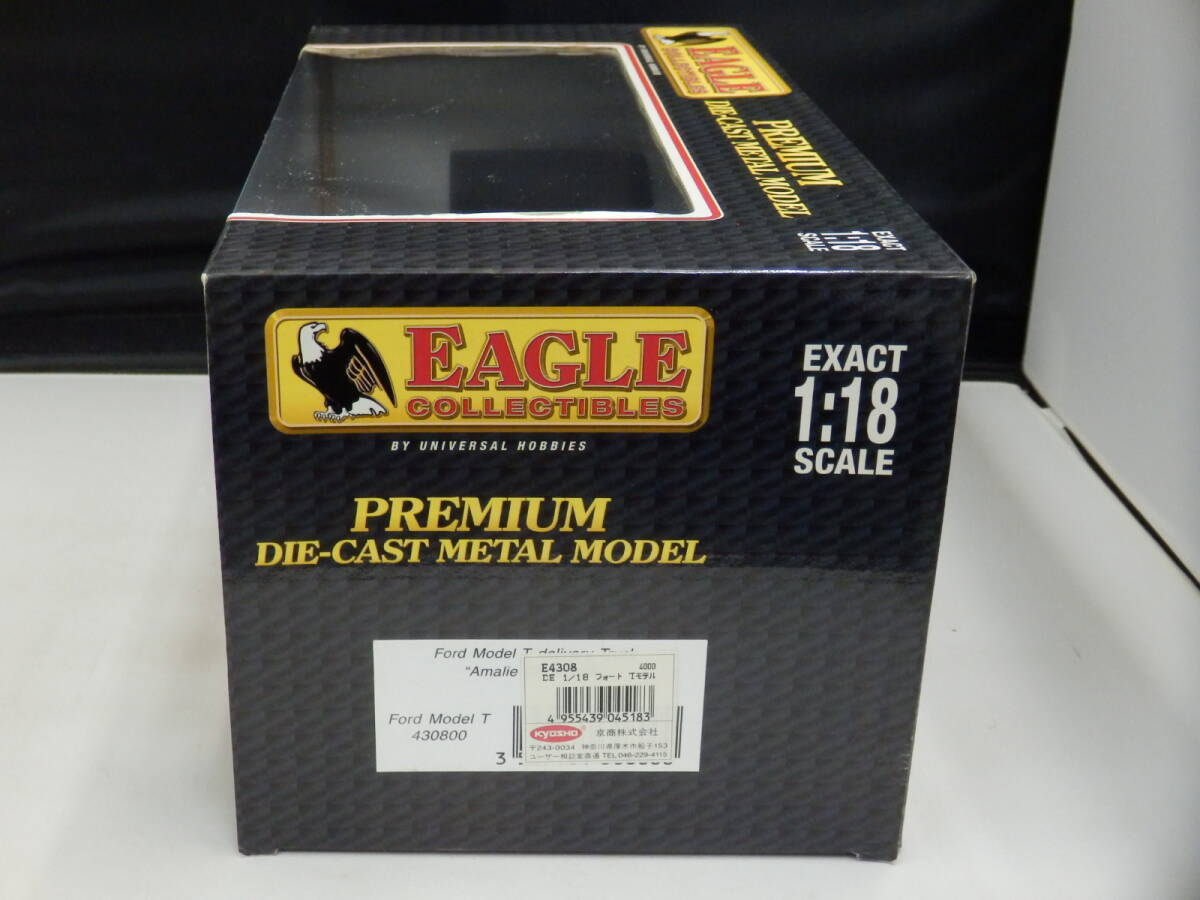 EAGLE
COLLECTIBLES
PREMIUM
DIE-CAST METAL MODEL
EXACT
1:18
SCALE
EAGLE
COLLECTIBLES
BY UNIVERSAL HOBBIES
EXACT
1:18
SCALE
PREMIUM
DIE-CAST METAL MODEL
Ford Model T delivery
"Amalie
Ford Model T
430800
3
E4308 4000
DE 1/18 フォード Tモデル
4 955439 045183
KYOSHO 京商株式会社
〒243-0034 神奈川県厚木市船子153
ユーザー相談室直通 TEL.046-229-4115